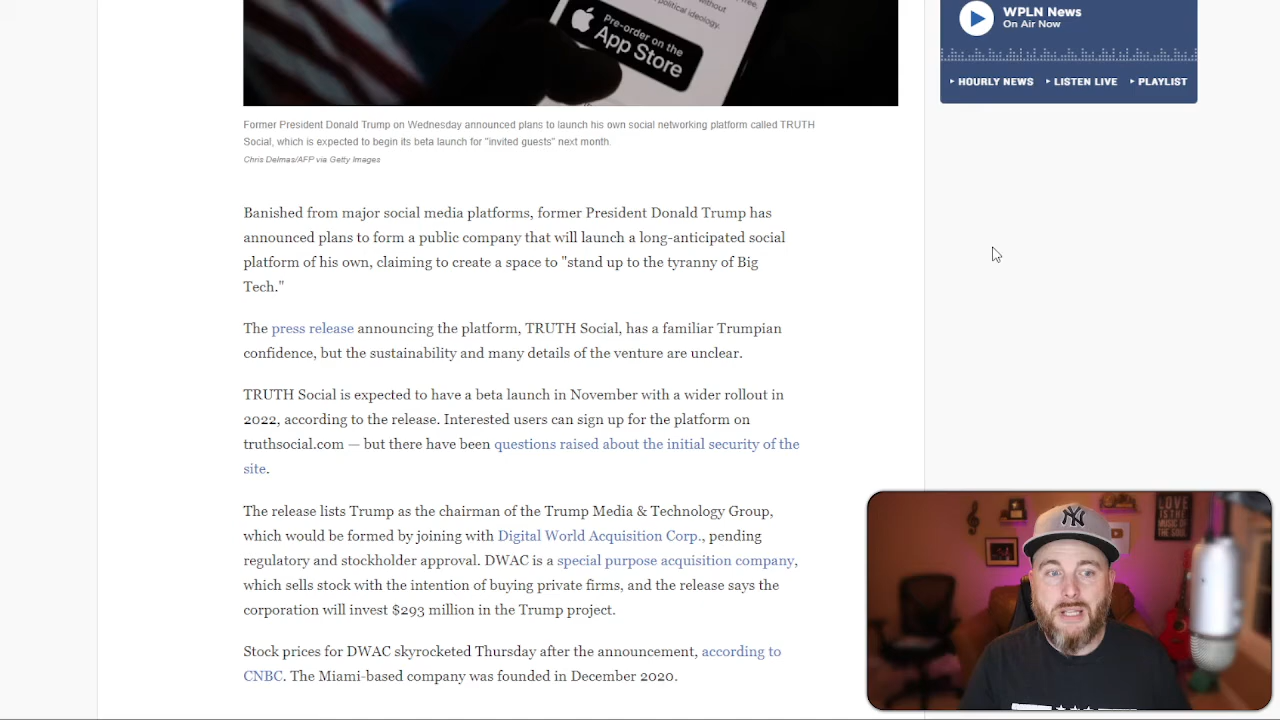 without
free,
political ideology.
Pre-order on the
App Store
WPLN News
On Air Now
HOURLY NEWS
LISTEN LIVE
PLAYLIST
Former President Donald Trump on Wednesday announced plans to launch his own social networking platform called TRUTH
Social, which is expected to begin its beta launch for "invited guests" next month.
Chris Delmas/AFP via Getty Images
Banished from major social media platforms, former President Donald Trump has
announced plans to form a public company that will launch a long-anticipated social
platform of his own, claiming to create a space to "stand up to the tyranny of Big
Tech."
The press release announcing the platform, TRUTH Social, has a familiar Trumpian
confidence, but the sustainability and many details of the venture are unclear.
TRUTH Social is expected to have a beta launch in November with a wider rollout in
2022, according to the release. Interested users can sign up for the platform on
truthsocial.com — but there have been questions raised about the initial security of the
site.
The release lists Trump as the chairman of the Trump Media & Technology Group,
which would be formed by joining with Digital World Acquisition Corp., pending
regulatory and stockholder approval. DWAC is a special purpose acquisition company,
which sells stock with the intention of buying private firms, and the release says the
corporation will invest $293 million in the Trump project.
Stock prices for DWAC skyrocketed Thursday after the announcement, according to
CNBC. The Miami-based company was founded in December 2020.
LOVE
IS THE
MUSIC OF
THE SOUL
NY